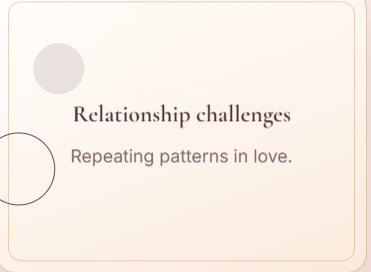 Relationship challenges
Repeating patterns in love.